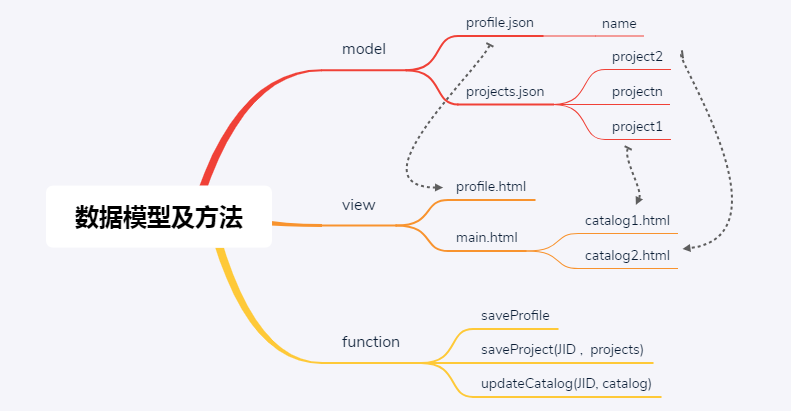 数据模型及方法
model
profile.json
name
projects.json
project2
projectn
project1
view
profile.html
main.html
catalog1.html
catalog2.html
function
saveProfile
saveProject(JID , projects)
updateCatalog(JID, catalog)